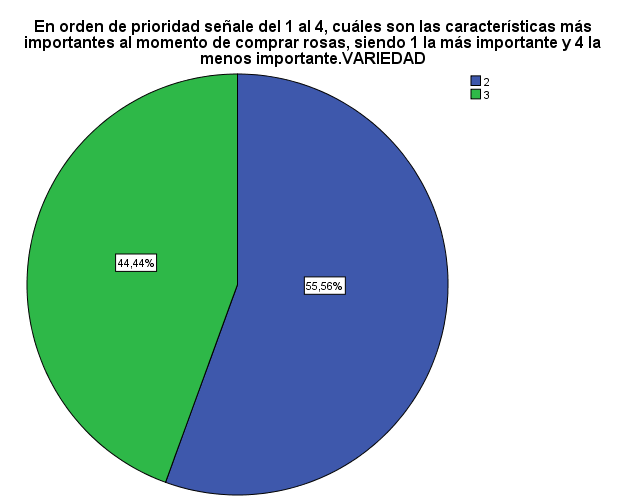 En orden de prioridad señale del 1 al 4, cuáles son las características más
importantes al momento de comprar rosas, siendo 1 la más importante y 4 la
menos importante.VARIEDAD
2
3
44,44%
55,56%